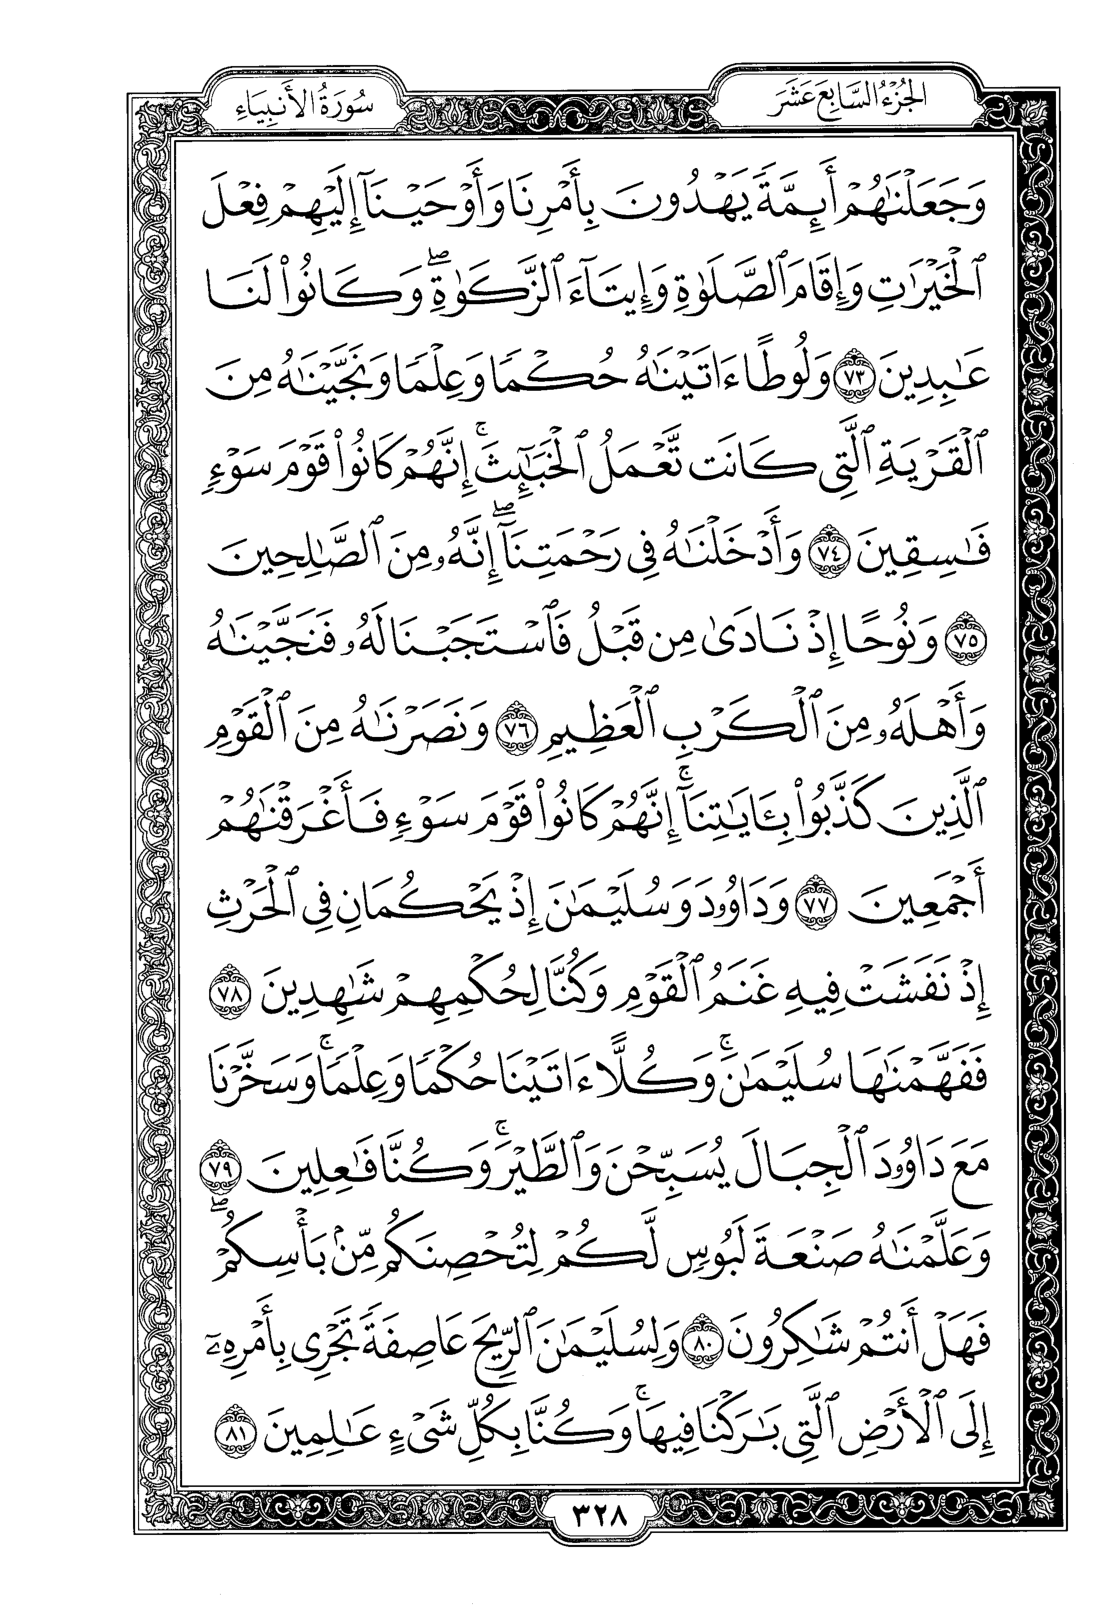 الجُزْءُ السَّابِعَ عَشَرَ
سُورَةُ الأَنبِيَاءِ
وَجَعَلْنَٰهُمْ أَئِمَّةً يَهْدُونَ بِأَمْرِنَا وَأَوْحَيْنَآ إِلَيْهِمْ فِعْلَ
ٱلْخَيْرَٰتِ وَإِقَامَ ٱلصَّلَوٰةِ وَإِيتَآءَ ٱلزَّكَوٰةِ ۖ وَكَانُوا۟ لَنَا
عَٰبِدِينَ ٧٣ وَلُوطًا ءَاتَيْنَٰهُ حُكْمًا وَعِلْمًا وَنَجَّيْنَٰهُ مِنَ
ٱلْقَرْيَةِ ٱلَّتِى كَانَت تَّعْمَلُ ٱلْخَبَٰٓئِثَ ۗ إِنَّهُمْ كَانُوا۟ قَوْمَ سَوْءٍ
فَٰسِقِينَ ٧٤ وَأَدْخَلْنَٰهُ فِى رَحْمَتِنَآ ۖ إِنَّهُۥ مِنَ ٱلصَّٰلِحِينَ
٧٥ وَنُوحًا إِذْ نَادَىٰ مِن قَبْلُ فَٱسْتَجَبْنَا لَهُۥ فَنَجَّيْنَٰهُ
وَأَهْلَهُۥ مِنَ ٱلْكَرْبِ ٱلْعَظِيمِ ٧٦ وَنَصَرْنَٰهُ مِنَ ٱلْقَوْمِ
ٱلَّذِينَ كَذَّبُوا۟ بِـَٔايَٰتِنَآ ۚ إِنَّهُمْ كَانُوا۟ قَوْمَ سَوْءٍ فَأَغْرَقْنَٰهُمْ
أَجْمَعِينَ ٧٧ وَدَاوُۥدَ وَسُلَيْمَٰنَ إِذْ يَحْكُمَانِ فِى ٱلْحَرْثِ
إِذْ نَفَشَتْ فِيهِ غَنَمُ ٱلْقَوْمِ وَكُنَّا لِحُكْمِهِمْ شَٰهِدِينَ ٧٨
فَفَهَّمْنَٰهَا سُلَيْمَٰنَ ۚ وَكُلًّا ءَاتَيْنَا حُكْمًا وَعِلْمًا ۚ وَسَخَّرْنَا
مَعَ دَاوُۥدَ ٱلْجِبَالَ يُسَبِّحْنَ وَٱلطَّيْرَ ۚ وَكُنَّا فَٰعِلِينَ ٧٩
وَعَلَّمْنَٰهُ صَنْعَةَ لَبُوسٍ لَّكُمْ لِتُحْصِنَكُم مِّنۢ بَأْسِكُمْ ۖ
فَهَلْ أَنتُمْ شَٰكِرُونَ ٨٠ وَلِسُلَيْمَٰنَ ٱلرِّيحَ عَاصِفَةً تَجْرِى بِأَمْرِهِۦٓ
إِلَى ٱلْأَرْضِ ٱلَّتِى بَٰرَكْنَا فِيهَا ۚ وَكُنَّا بِكُلِّ شَىْءٍ عَٰلِمِينَ ٨١
٣٢٨